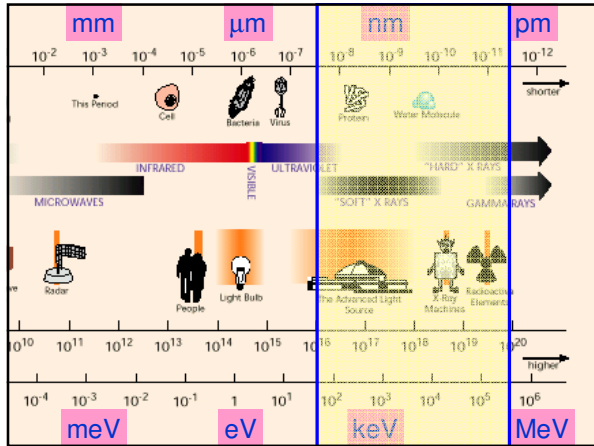 mm μm nm pm
10-2 10-3 10-4 10-5 10-6 10-7 10-8 10-9 10-10 10-11 10-12
shorter
This Period
Cell
Bacteria
Virus
Protein
Water Molecule
INFRARED
VISIBLE
ULTRAVIOLET
"HARD" X RAYS
MICROWAVES
"SOFT" X RAYS
GAMMA RAYS
ve
Radar
People
Light Bulb
The Advanced Light
Source
X-Ray
Machines
Radioactive
Elements
1010 1011 1012 1013 1014 1015 1016 1017 1018 1019 1020
higher
10-4 10-3 10-2 10-1 1 101 102 103 104 105 106
meV eV keV MeV